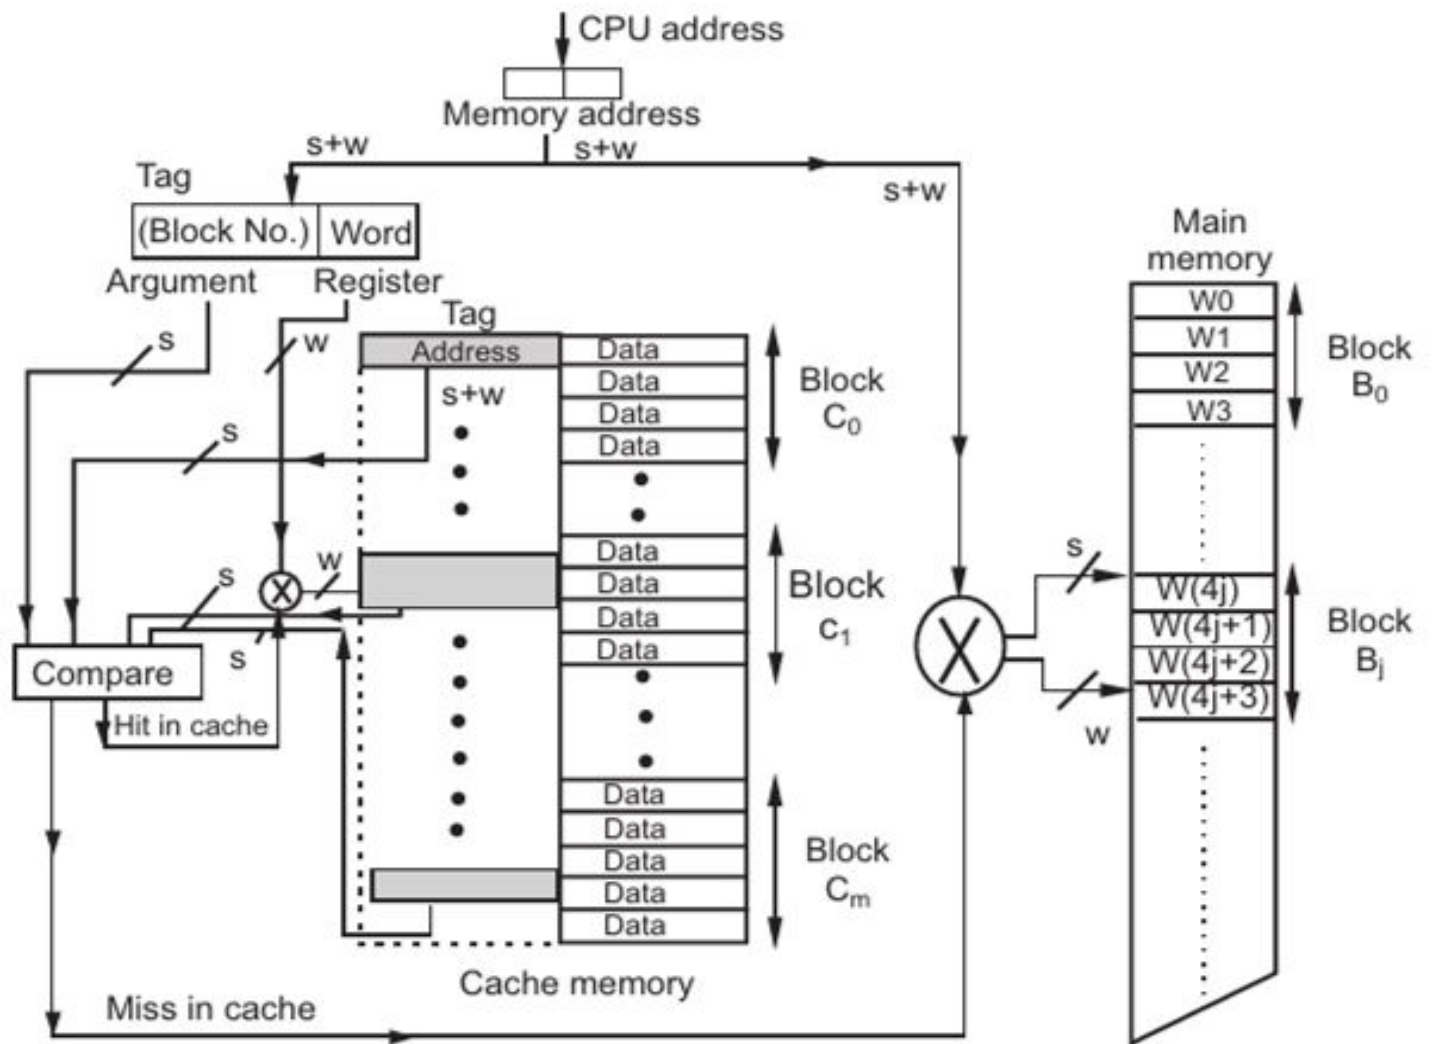 CPU address
Memory address
s+w
s+w
s+w
Tag
(Block No.) Word
Argument Register
s
w
Tag
Address
s+w
s
w
s
s
Compare
Hit in cache
Miss in cache
Data
Data
Data
Data
Block
C0
Data
Data
Data
Data
Block
c1
Data
Data
Data
Data
Data
Block
Cm
Cache memory
s
w
Main
memory
W0
W1
W2
W3
Block
B0
W(4j)
W(4j+1)
W(4j+2)
W(4j+3)
Block
Bj